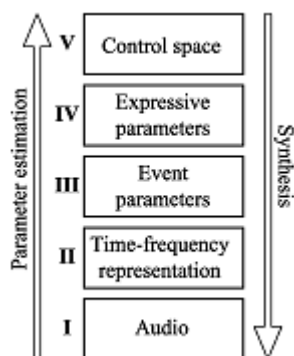 V
Control space
IV
Expressive
parameters
III
Event
parameters
II
Time-frequency
representation
I
Audio
Parameter estimation
Synthesis